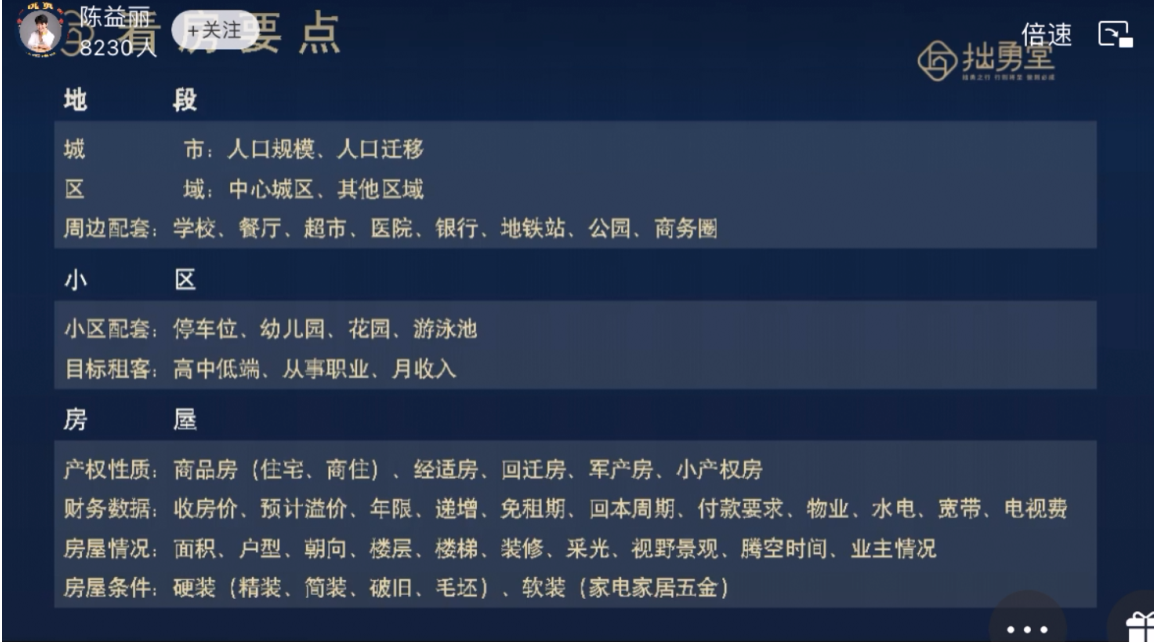 陈益丽
8230人
+关注
看房要点
倍速
拙勇堂
地 段
城 市：人口规模、人口迁移
区 域：中心城区、其他区域
周边配套：学校、餐厅、超市、医院、银行、地铁站、公园、商务圈
小 区
小区配套：停车位、幼儿园、花园、游泳池
目标租客：高中低端、从事职业、月收入
房 屋
产权性质：商品房（住宅、商住）、经适房、回迁房、军产房、小产权房
财务数据：收房价、预计溢价、年限、递增、免租期、回本周期、付款要求、物业、水电、宽带、电视费
房屋情况：面积、户型、朝向、楼层、楼梯、装修、采光、视野景观、腾空时间、业主情况
房屋条件：硬装（精装、简装、破旧、毛坯）、软装（家电家居五金）